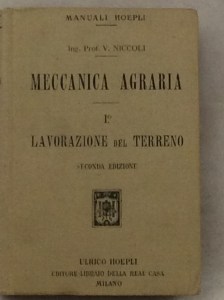 MANUALI HOEPLI
Ing. Prof. V. NICCOLI
MECCANICA AGRARIA
Iº
LAVORAZIONE DEL TERRENO
SECONDA EDIZIONE
ULRICO HOEPLI
EDITORE-LIBRAIO DELLA REAL CASA
MILANO